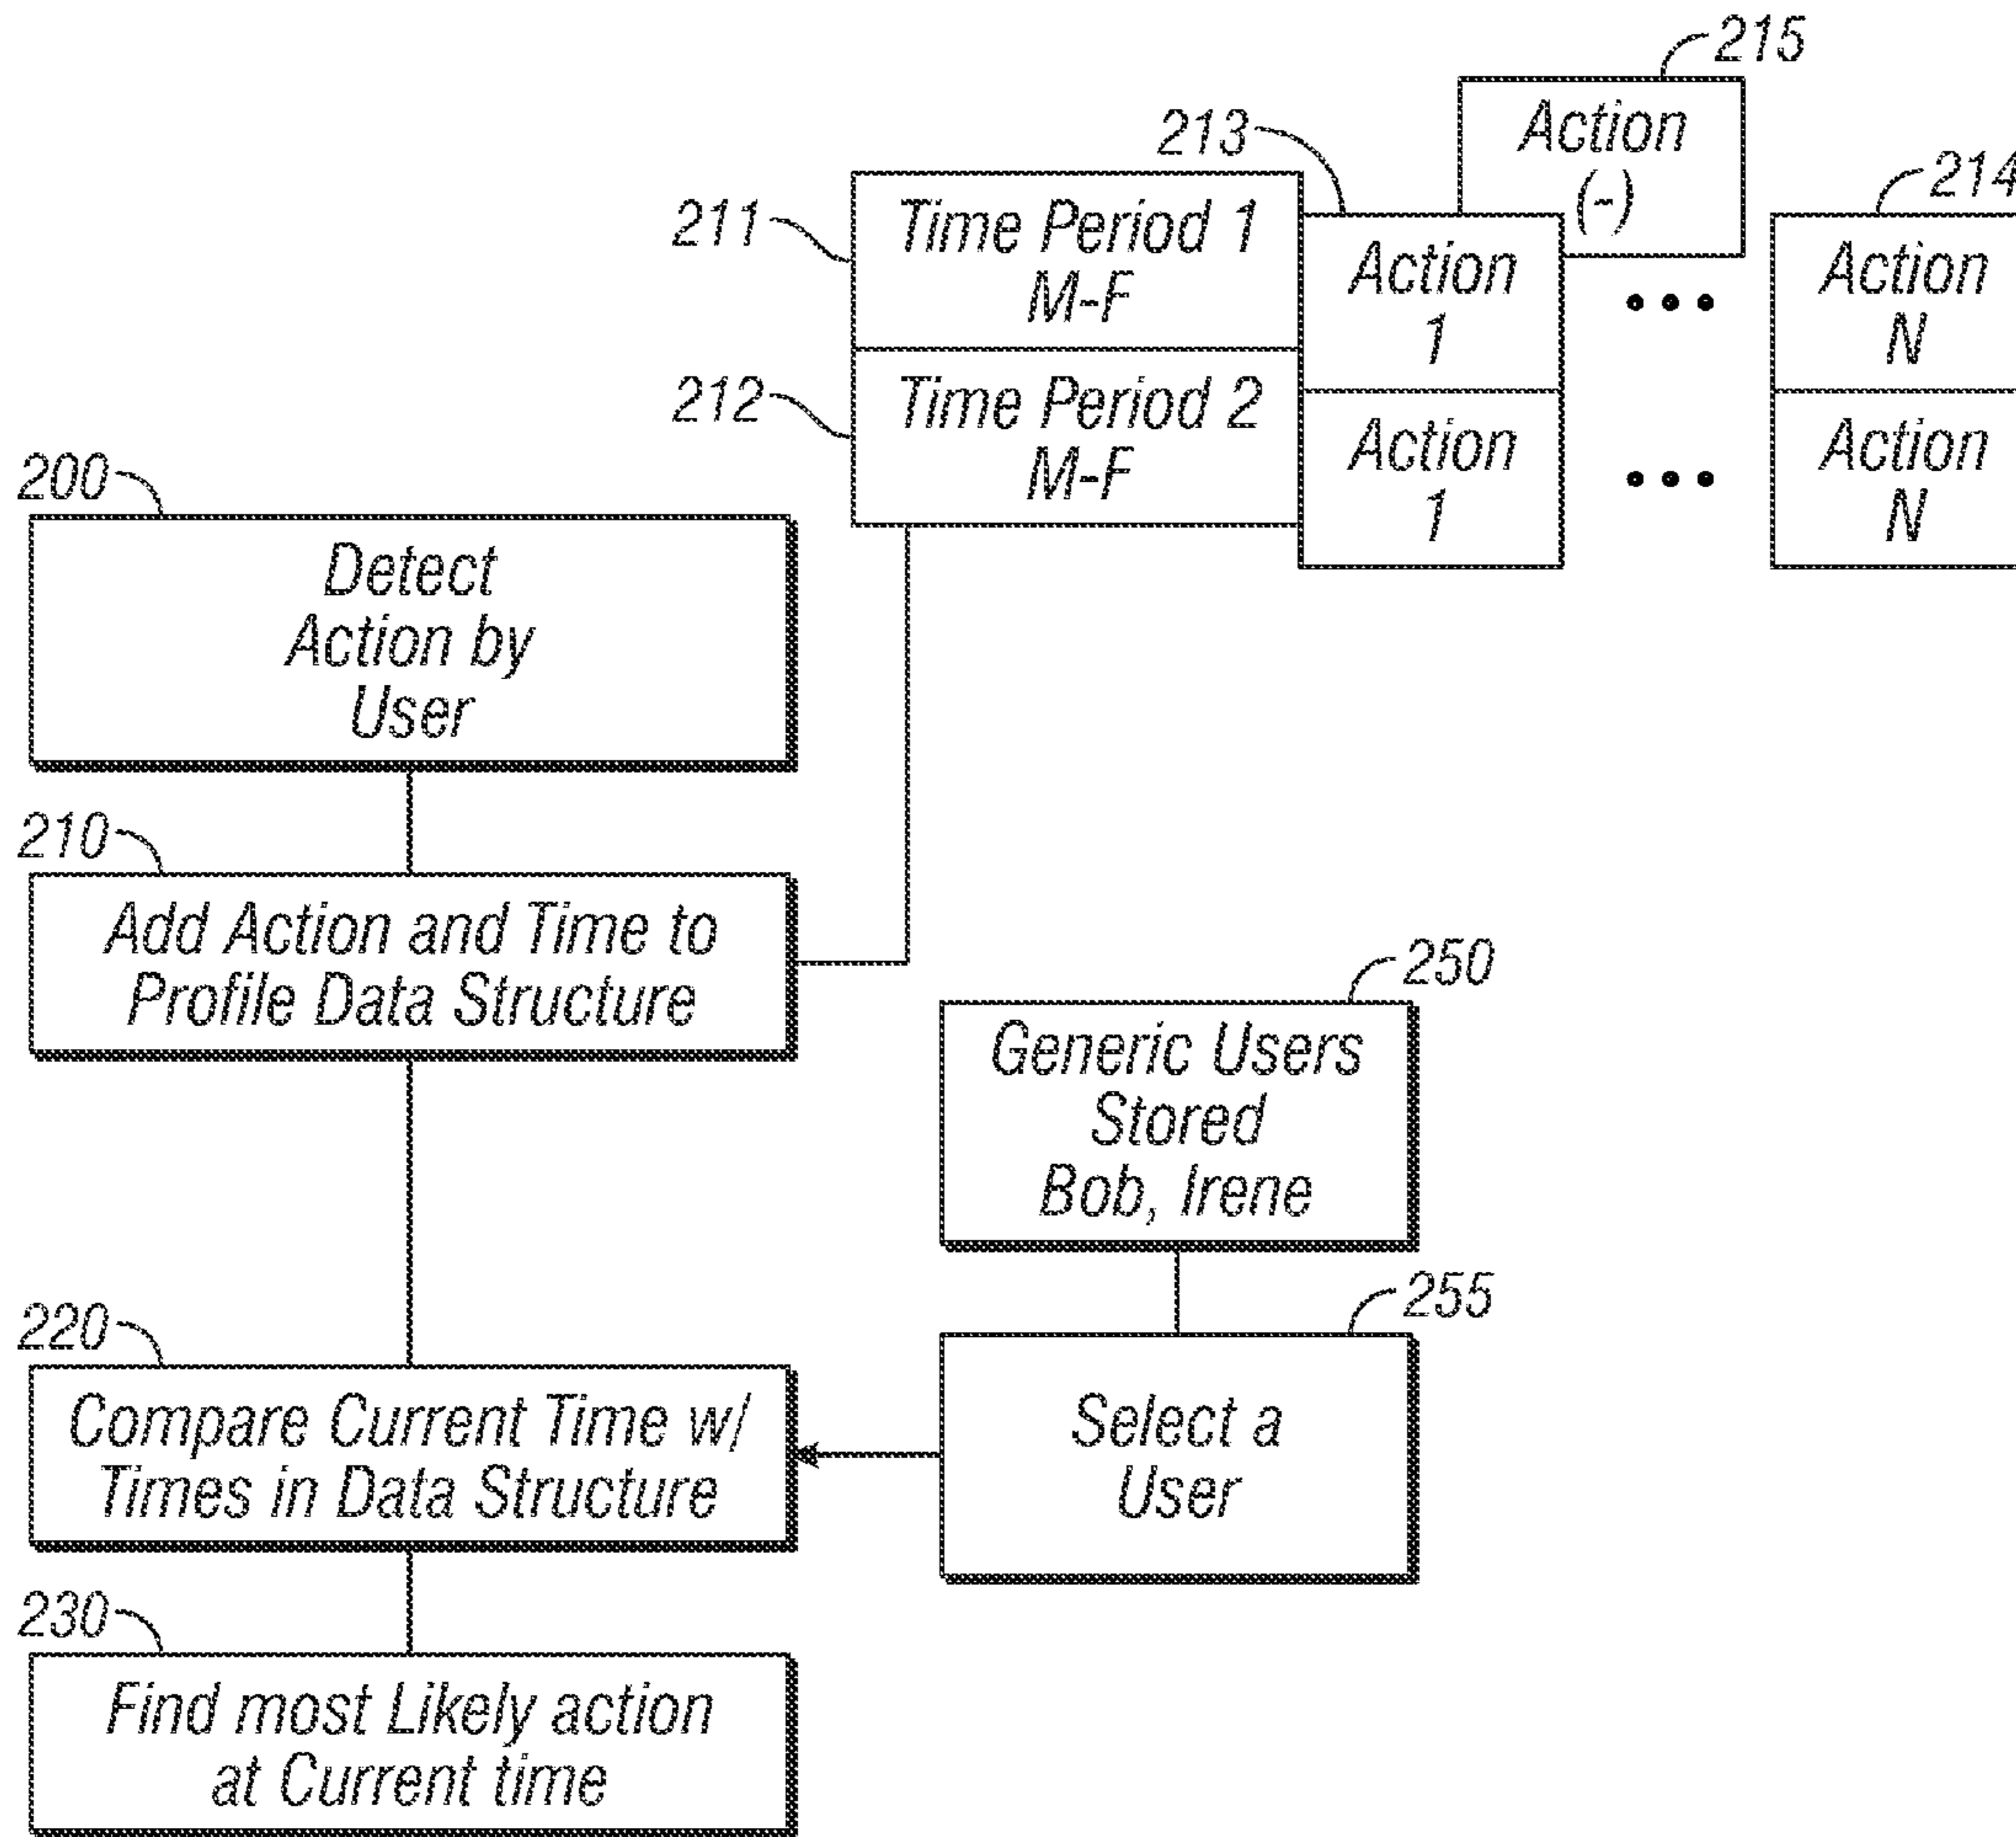 215
Action
(-)
213
214
211
Time Period 1
M-F
Action
1
•••
Action
N
212
Time Period 2
M-F
Action
1
•••
Action
N
200
Detect
Action by
User
210
Add Action and Time to
Profile Data Structure
250
Generic Users
Stored
Bob, Irene
220
Compare Current Time w/
Times in Data Structure
255
Select a
User
230
Find most Likely action
at Current time